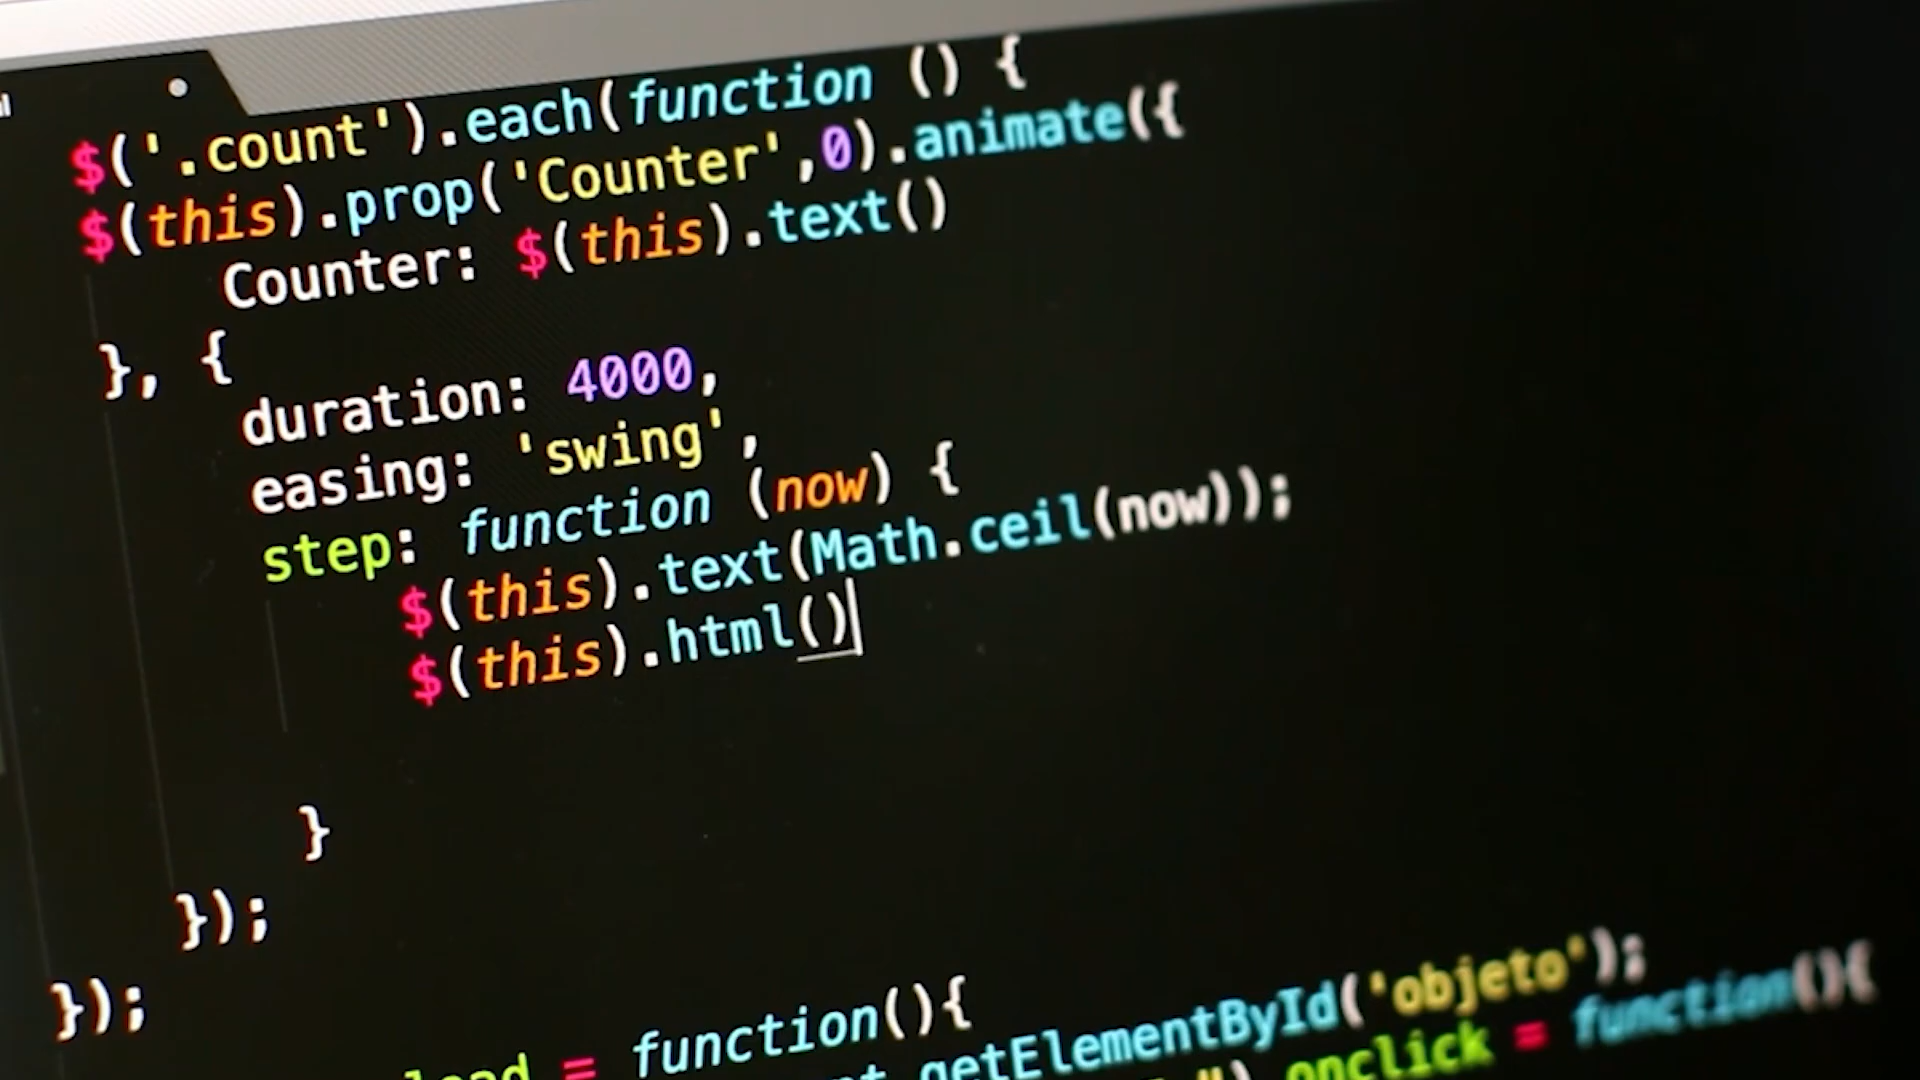 $('.count').each(function () {
$(this).prop('Counter',0).animate({
Counter: $(this).text()
}, {
duration: 4000,
easing: 'swing',
step: function (now) {
$(this).text(Math.ceil(now));
$(this).html()
}
});
});
= function(){
getElementById('objeto');
onclick = function(){